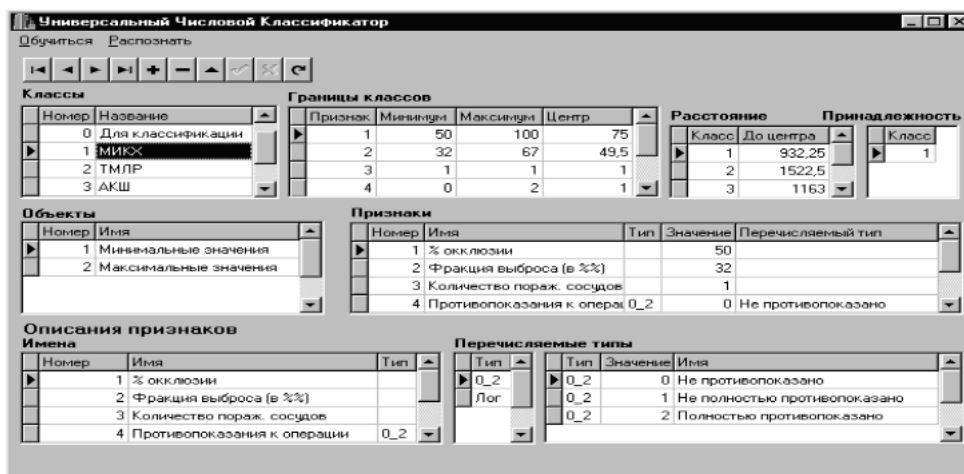 Универсальный Числовой Классификатор
Обучиться Распознать
Классы
Номер Название
0 Для классификации
1 МИКХ
2 ТМЛР
3 АКШ
Границы классов
Признак Минимум Максимум Центр
1 50 100 75
2 32 67 49,5
3 1 1 1
4 0 2 1
Расстояние
Класс До центра
1 932,25
2 1522,5
3 1163
Принадлежность
Класс
1
Объекты
Номер Имя
1 Минимальные значения
2 Максимальные значения
Признаки
Номер Имя Тип Значение Перечисляемый тип
1 % окклюзии 50
2 Фракция выброса (в %%) 32
3 Количество пораж. сосудов 1
4 Противопоказания к операц 0_2 0 Не противопоказано
Описания признаков
Имена
Номер Имя Тип
1 % окклюзии
2 Фракция выброса (в %%)
3 Количество пораж. сосудов
4 Противопоказания к операции 0_2
Перечисляемые типы
Тип
0_2
Лог
Тип Значение Имя
0_2 0 Не противопоказано
0_2 1 Не полностью противопоказано
0_2 2 Полностью противопоказано